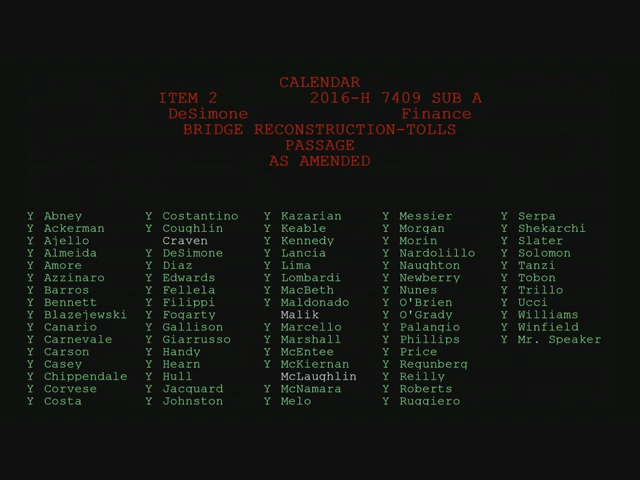 CALENDAR
ITEM 2 2016-H 7409 SUB A
DeSimone Finance
BRIDGE RECONSTRUCTION-TOLLS
PASSAGE
AS AMENDED
Y Abney Y Costantino Y Kazarian Y Messier Y Serpa
Y Ackerman Y Coughlin Y Keable Y Morgan Y Shekarchi
Y Ajello Craven Y Kennedy Y Morin Y Slater
Y Almeida Y DeSimone Y Lancia Y Nardolillo Y Solomon
Y Amore Y Diaz Y Lima Y Naughton Y Tanzi
Y Azzinaro Y Edwards Y Lombardi Y Newberry Y Tobon
Y Barros Y Fellela Y MacBeth Y Nunes Y Trillo
Y Bennett Y Filippi Y Maldonado Y O'Brien Y Ucci
Y Blazejewski Y Fogarty Malik Y O'Grady Y Williams
Y Canario Y Gallison Y Marcello Y Palangio Y Winfield
Y Carnevale Y Giarrusso Y Marshall Y Phillips Y Mr. Speaker
Y Carson Y Handy Y McEntee Y Price
Y Casey Y Hearn Y McKiernan Y Regunberg
Y Chippendale Y Hull McLaughlin Y Reilly
Y Corvese Y Jacquard Y McNamara Y Roberts
Y Costa Y Johnston Y Melo Y Ruggiero